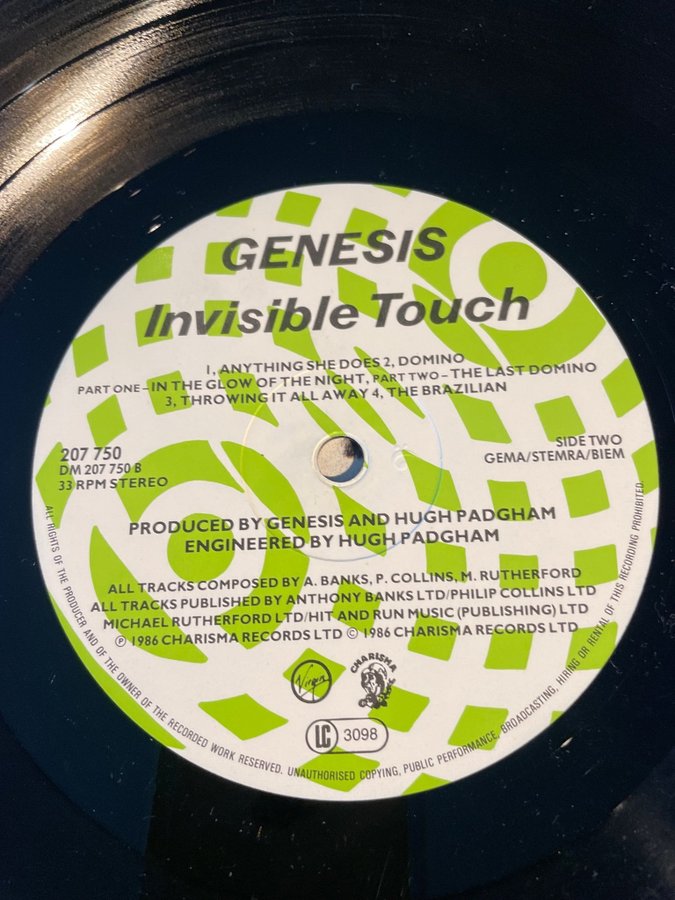 GENESIS
Invisible Touch
1, ANYTHING SHE DOES 2, DOMINO
PART ONE – IN THE GLOW OF THE NIGHT, PART TWO – THE LAST DOMINO
3, THROWING IT ALL AWAY 4, THE BRAZILIAN
207 750
DM 207 750 B
33 RPM STEREO
SIDE TWO
GEMA/STEMRA/BIEM
PRODUCED BY GENESIS AND HUGH PADGHAM
ENGINEERED BY HUGH PADGHAM
ALL TRACKS COMPOSED BY A. BANKS, P. COLLINS, M. RUTHERFORD
ALL TRACKS PUBLISHED BY ANTHONY BANKS LTD/PHILIP COLLINS LTD
MICHAEL RUTHERFORD LTD/HIT AND RUN MUSIC (PUBLISHING) LTD
℗ 1986 CHARISMA RECORDS LTD © 1986 CHARISMA RECORDS LTD
Virgin
CHARISMA
DISC
LC 3098
ALL RIGHTS OF THE PRODUCER AND OF THE OWNER OF THE RECORDED WORK RESERVED. UNAUTHORISED COPYING, PUBLIC PERFORMANCE, BROADCASTING, HIRING OR RENTAL OF THIS RECORDING PROHIBITED